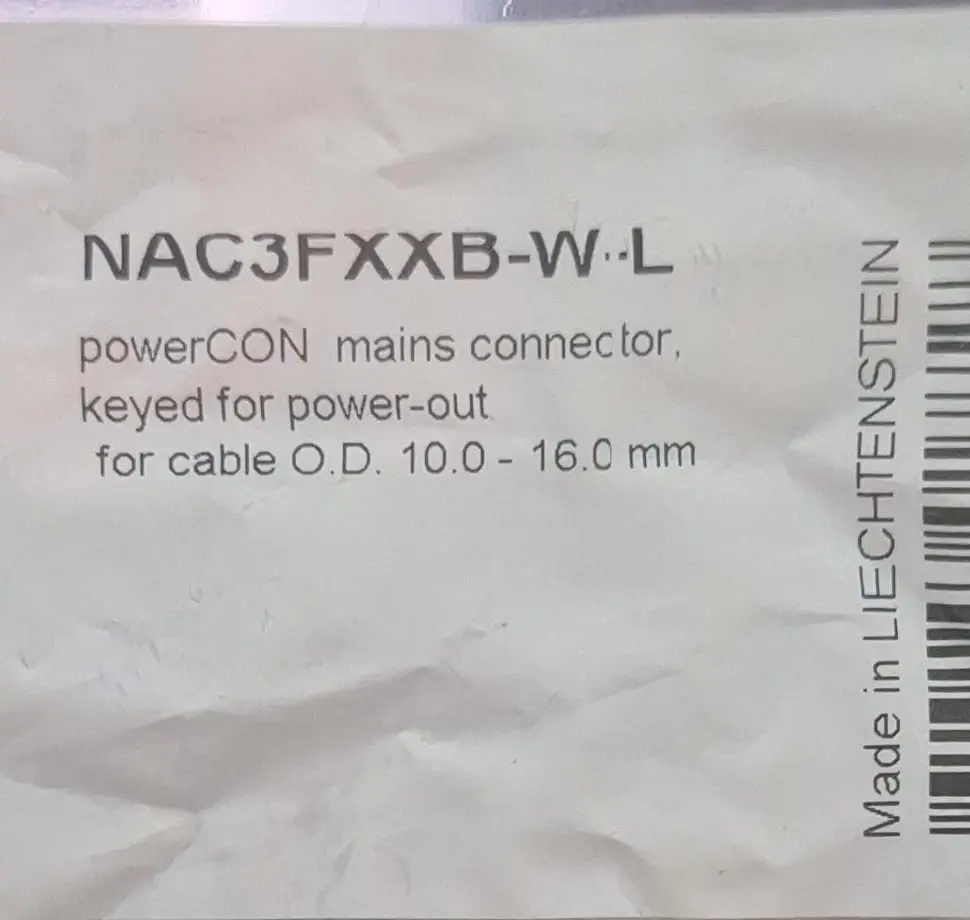 NAC3FXXB-W-L
powerCON mains connector,
keyed for power-out
for cable O.D. 10.0 - 16.0 mm
Made in LIECHTENSTEIN